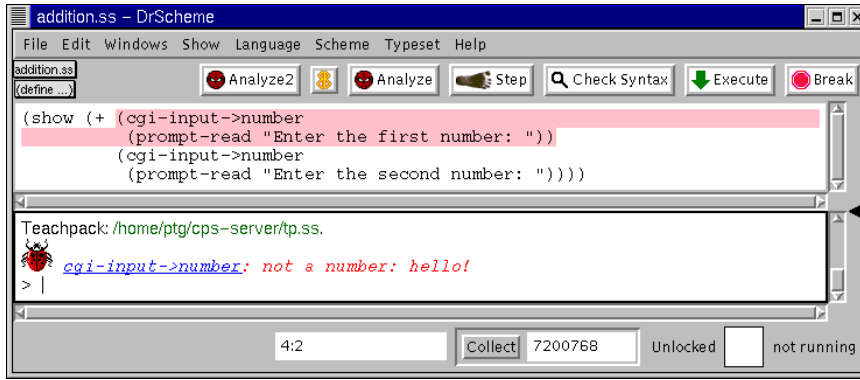 addition.ss – DrScheme
File Edit Windows Show Language Scheme Typeset Help
addition.ss
(define ...)
Analyze2 Analyze Step Check Syntax Execute Break
(show (+ (cgi-input->number
(prompt-read "Enter the first number: "))
(cgi-input->number
(prompt-read "Enter the second number: "))))
Teachpack: /home/ptg/cps-server/tp.ss.
cgi-input->number: not a number: hello!
>
4:2 Collect 7200768 Unlocked not running